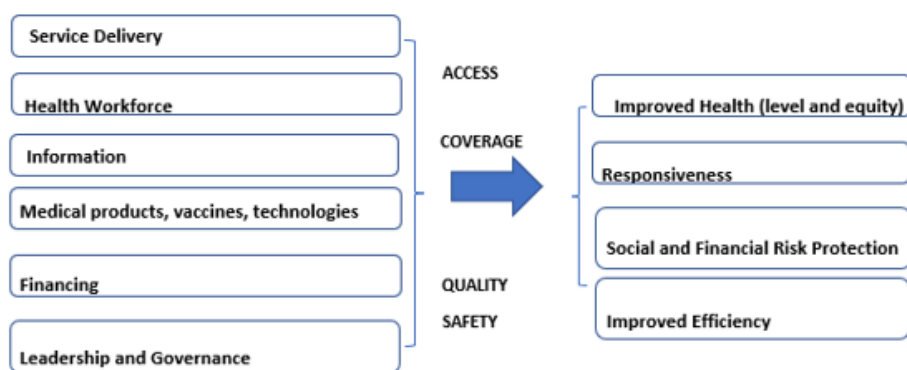 Service Delivery
Health Workforce
Information
Medical products, vaccines, technologies
Financing
Leadership and Governance
ACCESS
COVERAGE
QUALITY
SAFETY
Improved Health (level and equity)
Responsiveness
Social and Financial Risk Protection
Improved Efficiency